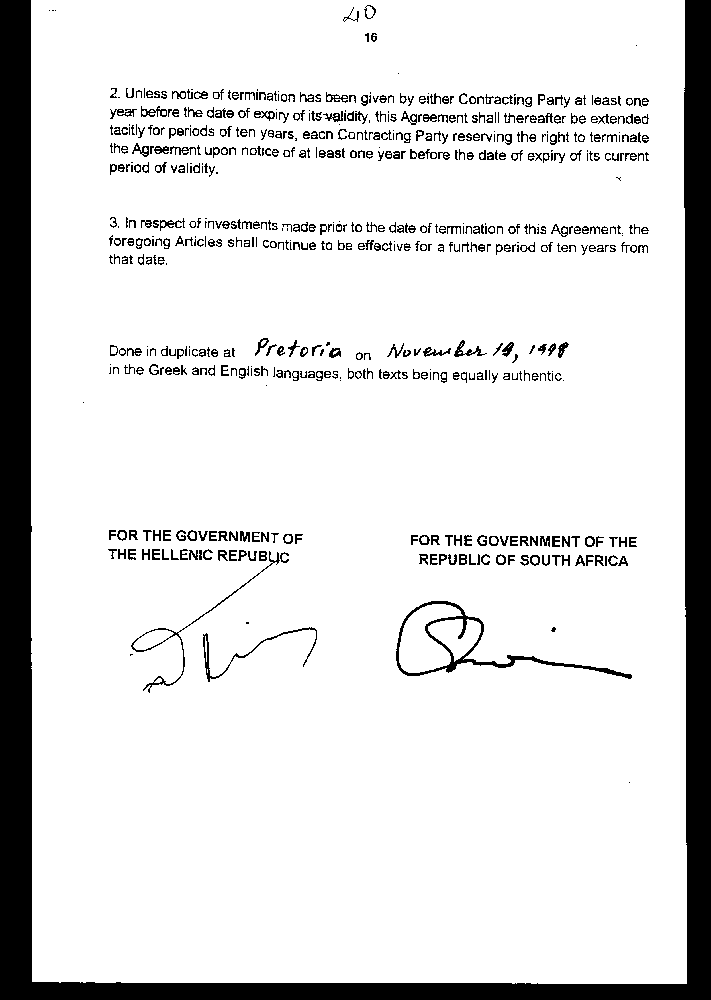 40
16
2. Unless notice of termination has been given by either Contracting Party at least one
year before the date of expiry of its validity, this Agreement shall thereafter be extended
tacitly for periods of ten years, each Contracting Party reserving the right to terminate
the Agreement upon notice of at least one year before the date of expiry of its current
period of validity.
3. In respect of investments made prior to the date of termination of this Agreement, the
foregoing Articles shall continue to be effective for a further period of ten years from
that date.
Done in duplicate at Pretoria on November 19, 1998
in the Greek and English languages, both texts being equally authentic.
FOR THE GOVERNMENT OF
THE HELLENIC REPUBLIC
FOR THE GOVERNMENT OF THE
REPUBLIC OF SOUTH AFRICA